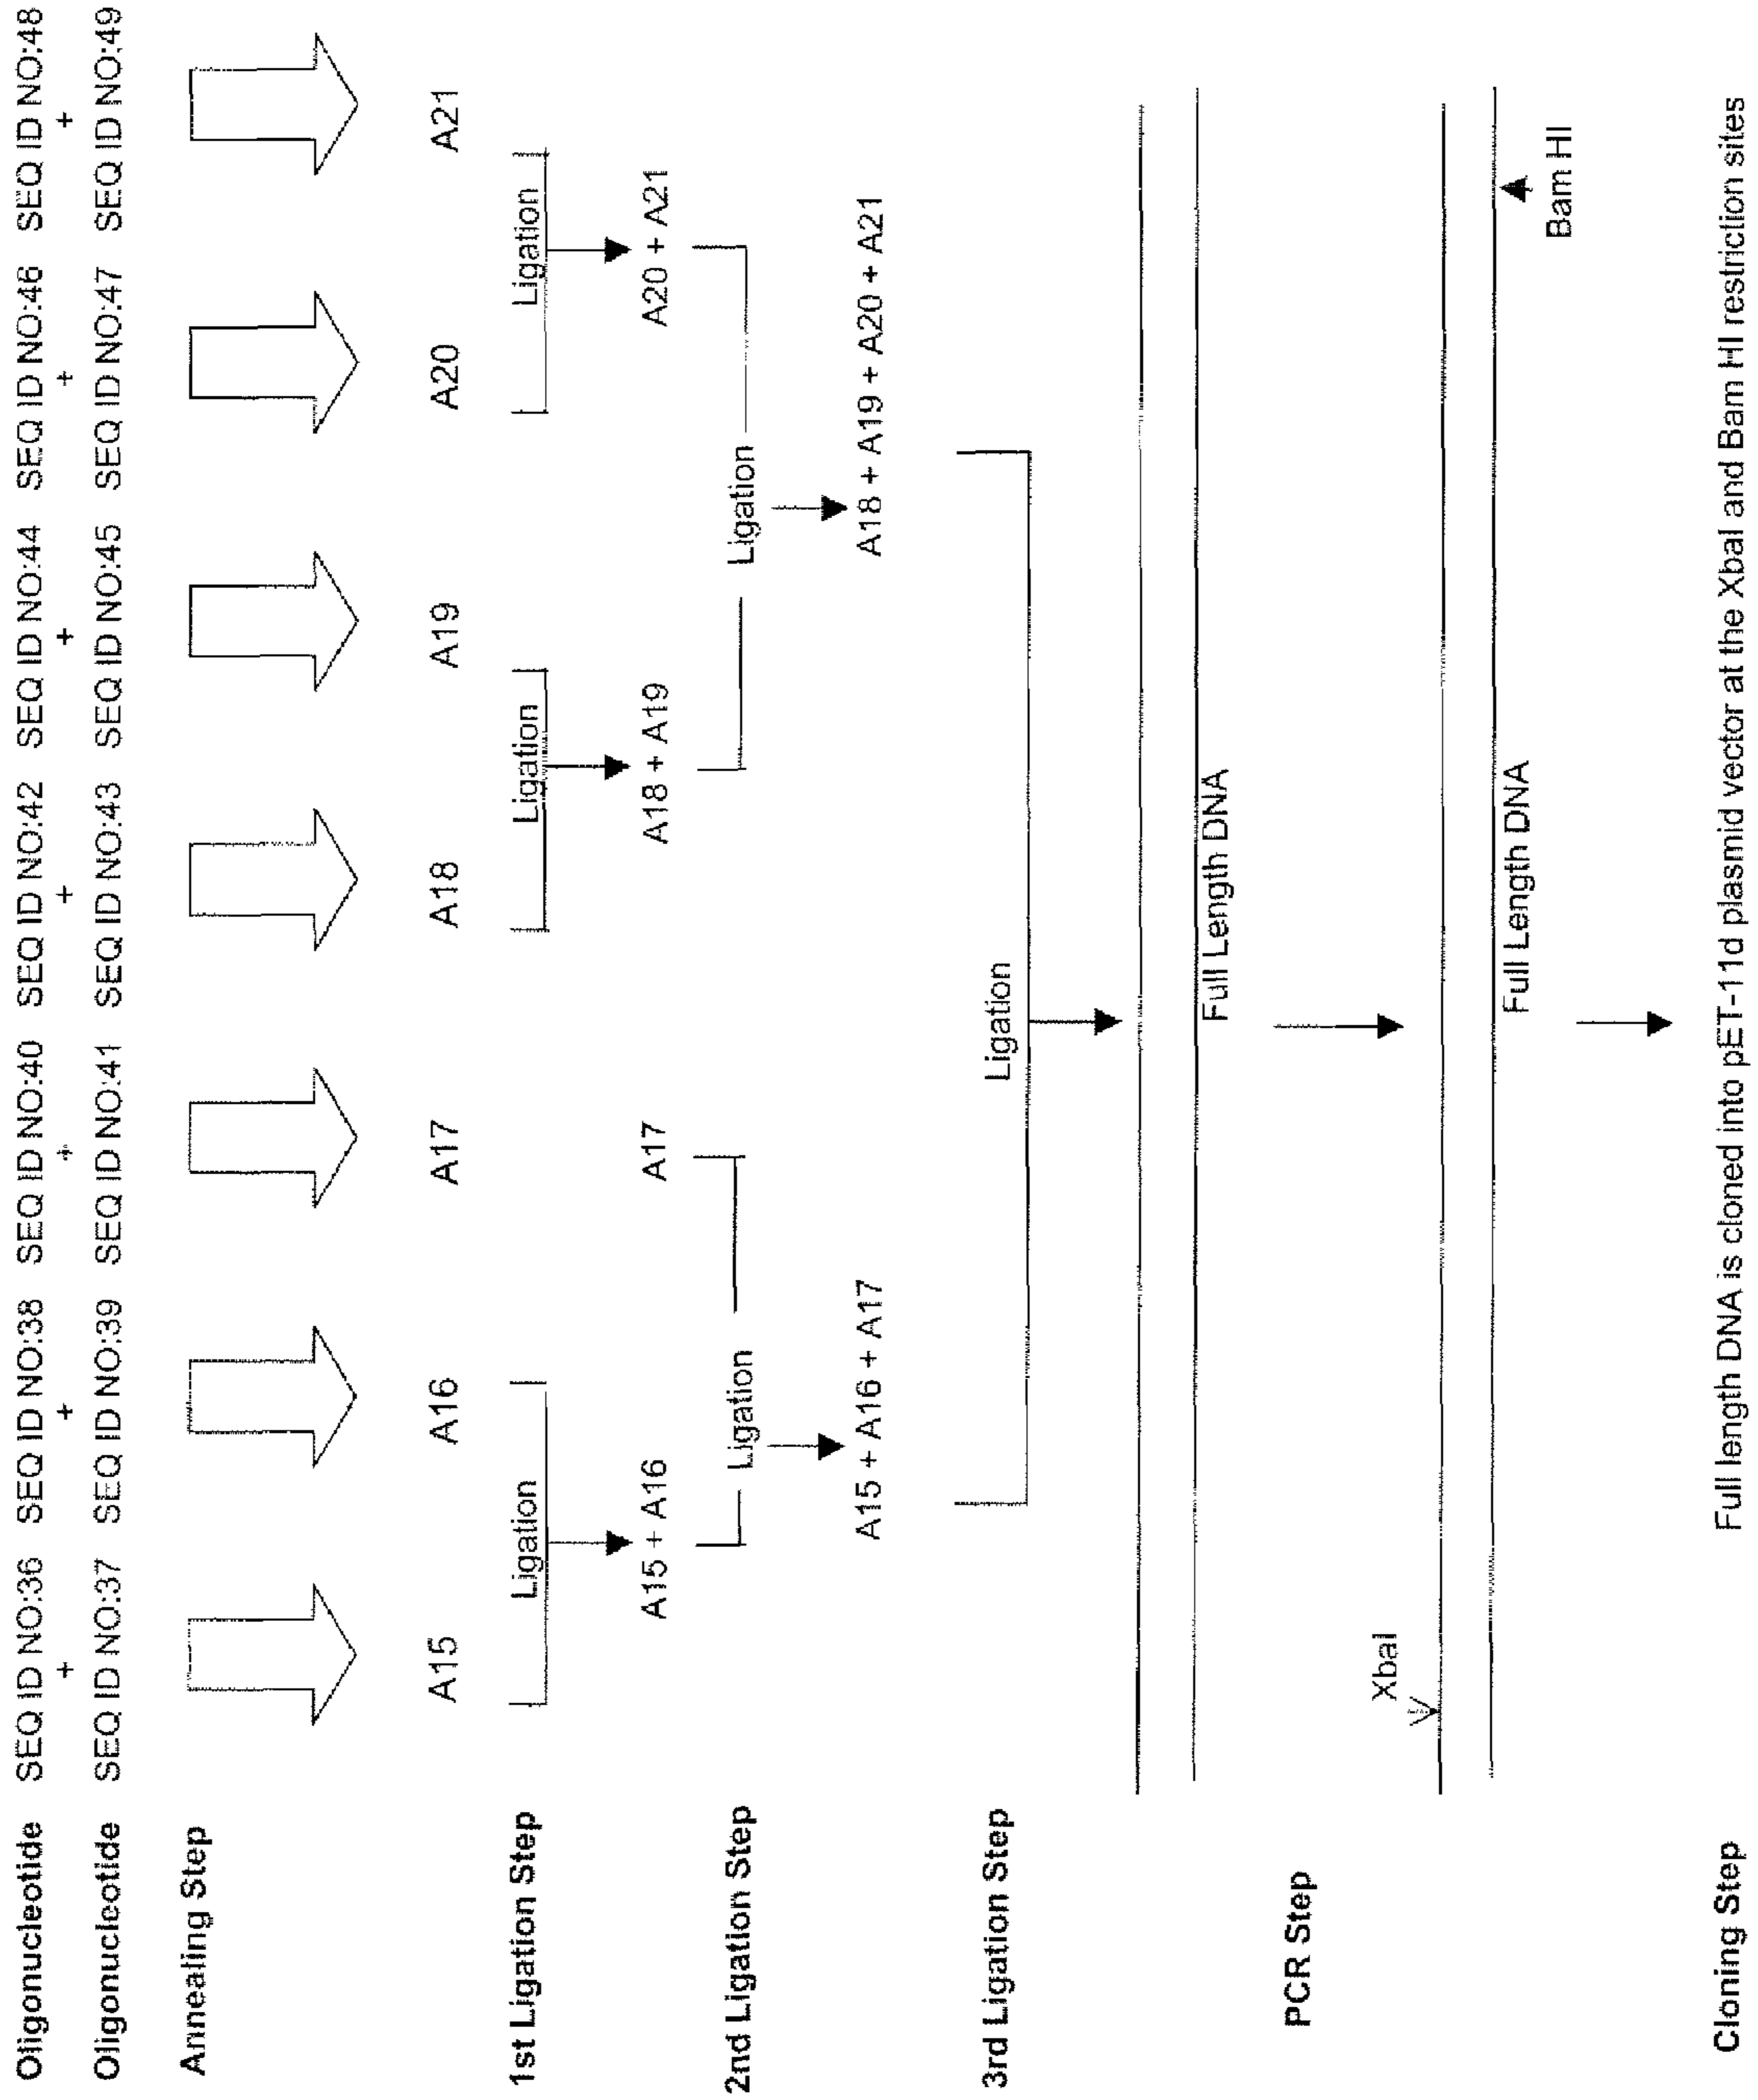 Oligonucleotide SEQ ID NO:36 SEQ ID NO:38 SEQ ID NO:40 SEQ ID NO:42 SEQ ID NO:44 SEQ ID NO:46 SEQ ID NO:48
+ + + + + + +
Oligonucleotide SEQ ID NO:37 SEQ ID NO:39 SEQ ID NO:41 SEQ ID NO:43 SEQ ID NO:45 SEQ ID NO:47 SEQ ID NO:49
Annealing Step
A15 A16 A17 A18 A19 A20 A21
1st Ligation Step Ligation Ligation Ligation
A15 + A16 A17 A18 + A19 A20 + A21
2nd Ligation Step Ligation Ligation
A15 + A16 + A17 A18 + A19 + A20 + A21
3rd Ligation Step Ligation
Full Length DNA
PCR Step
XbaI
Full Length DNA
Bam HI
Cloning Step Full length DNA is cloned into pET-11d plasmid vector at the XbaI and Bam HI restriction sites